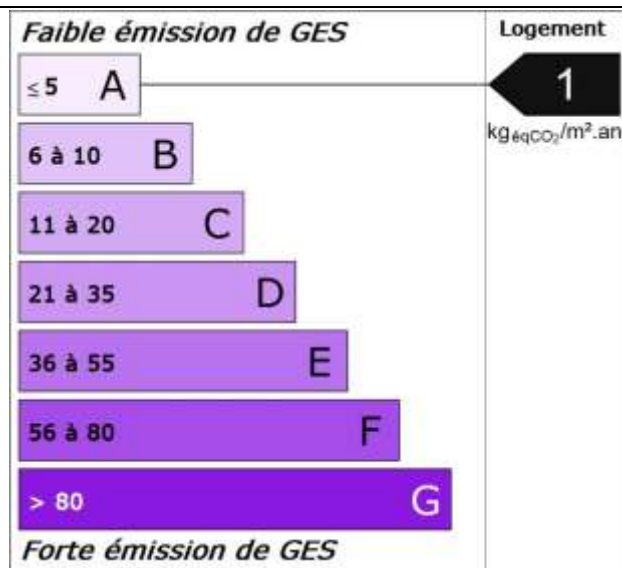 Faible émission de GES
Logement
≤ 5 A
1
kgéqCO₂/m².an
6 à 10 B
11 à 20 C
21 à 35 D
36 à 55 E
56 à 80 F
> 80 G
Forte émission de GES